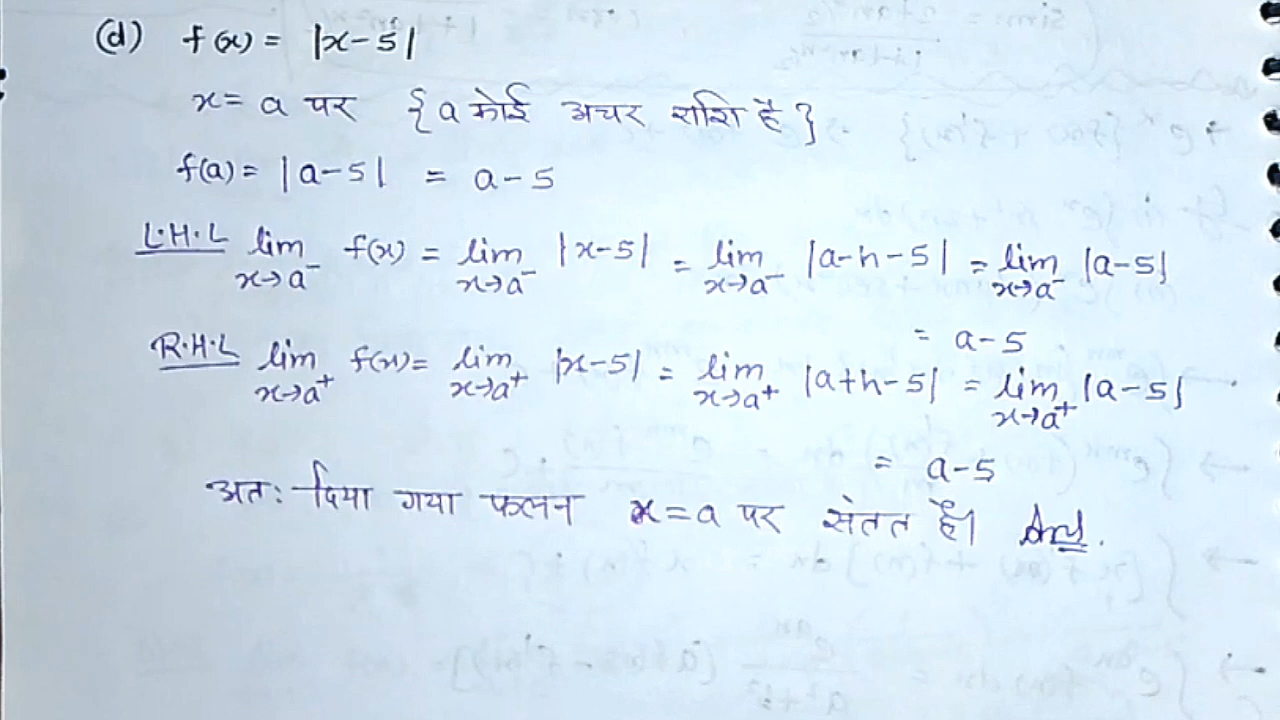 (d) f(x) = |x-5|
x = a पर {a कोई अचर राशि है}
f(a) = |a-5| = a-5
L.H.L lim x→a⁻ f(x) = lim x→a⁻ |x-5| = lim x→a⁻ |a-h-5| = lim x→a⁻ |a-5|
= a-5
R.H.L lim x→a⁺ f(x) = lim x→a⁺ |x-5| = lim x→a⁺ |a+h-5| = lim x→a⁺ |a-5|
= a-5
अतः दिया गया फलन x = a पर संतत है। Ans.